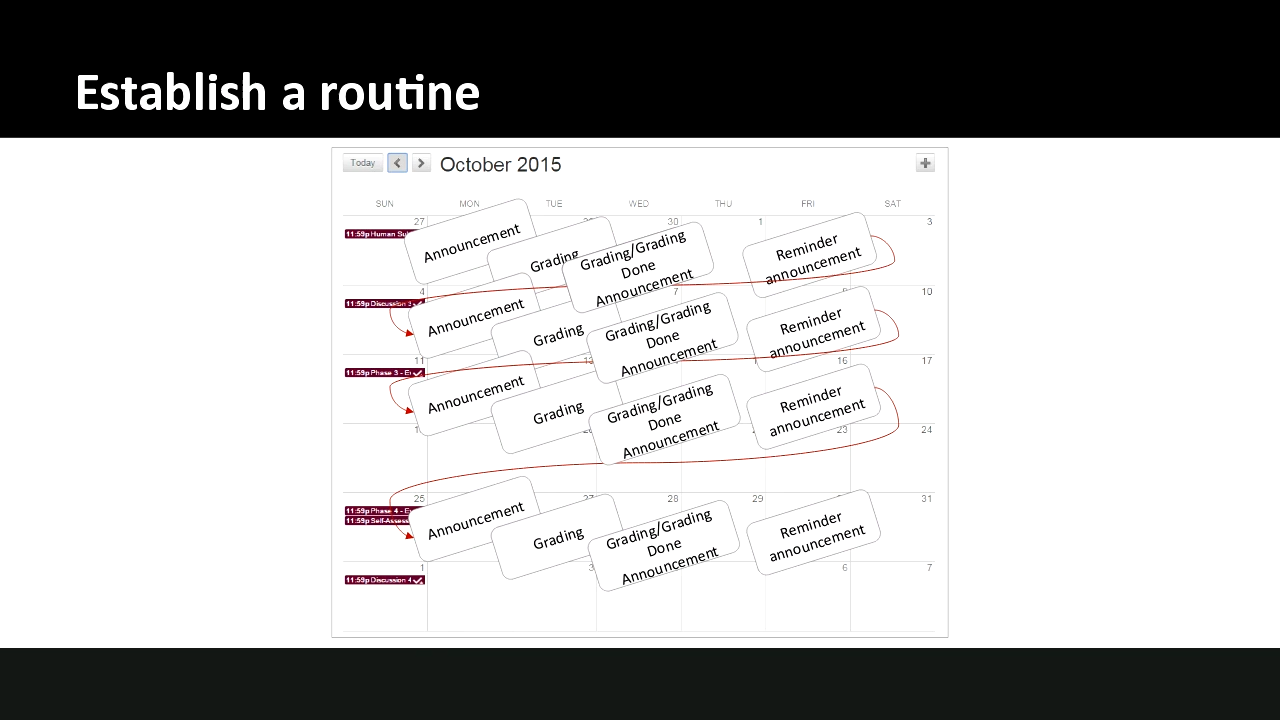 Establish a routine
Today
October 2015
SUN MON TUE WED THU FRI SAT
27 30 1 3
11:59p Human
Announcement
Grading
Grading/Grading
Done
Announcement
Reminder
announcement
4 7 10
11:59p Discussion
Announcement
Grading
Grading/Grading
Done
Announcement
Reminder
announcement
11 16 17
11:59p Phase 3 -
Announcement
Grading
Grading/Grading
Done
Announcement
Reminder
announcement
23 24
25 27 28 29 31
11:59p Phase 4 -
11:59p Self-Assess
Announcement
Grading
Grading/Grading
Done
Announcement
Reminder
announcement
1 3 6 7
11:59p Discussion 4